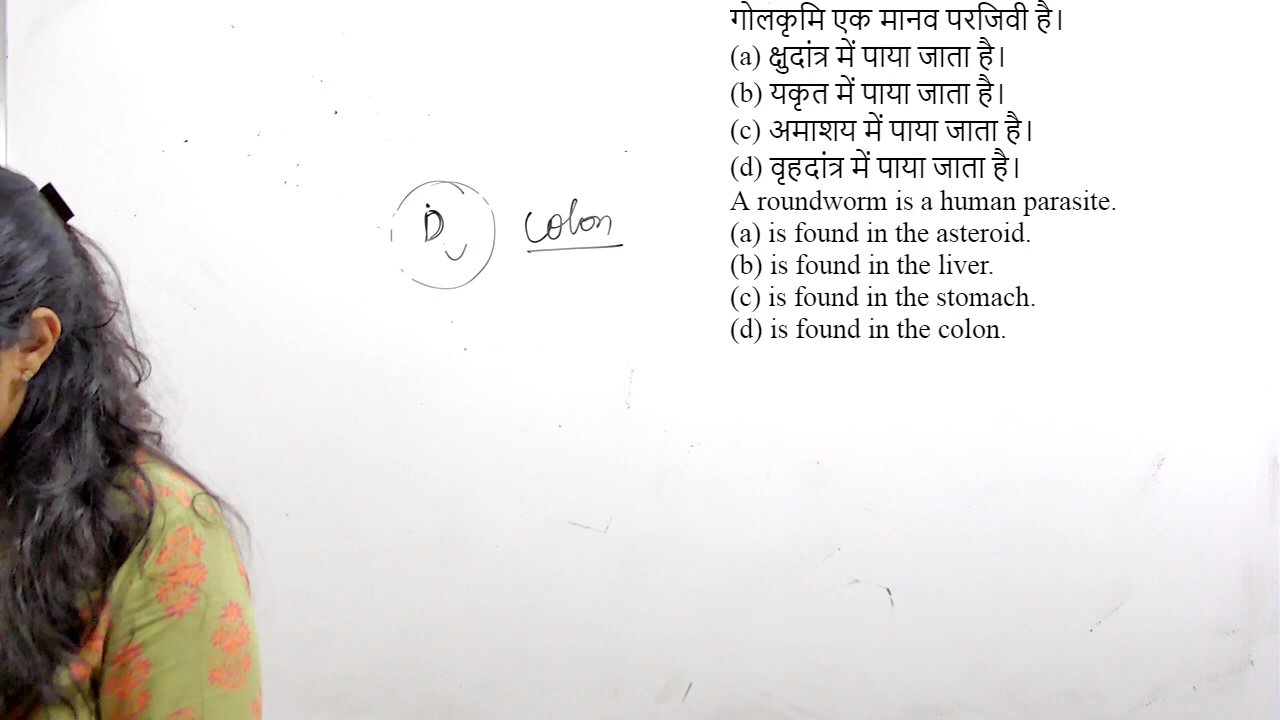 गोलकृमि एक मानव परजिवी है।
(a) क्षुदांत्र में पाया जाता है।
(b) यकृत में पाया जाता है।
(c) अमाशय में पाया जाता है।
(d) वृहदांत्र में पाया जाता है।
A roundworm is a human parasite.
(a) is found in the asteroid.
(b) is found in the liver.
(c) is found in the stomach.
(d) is found in the colon.
D colon